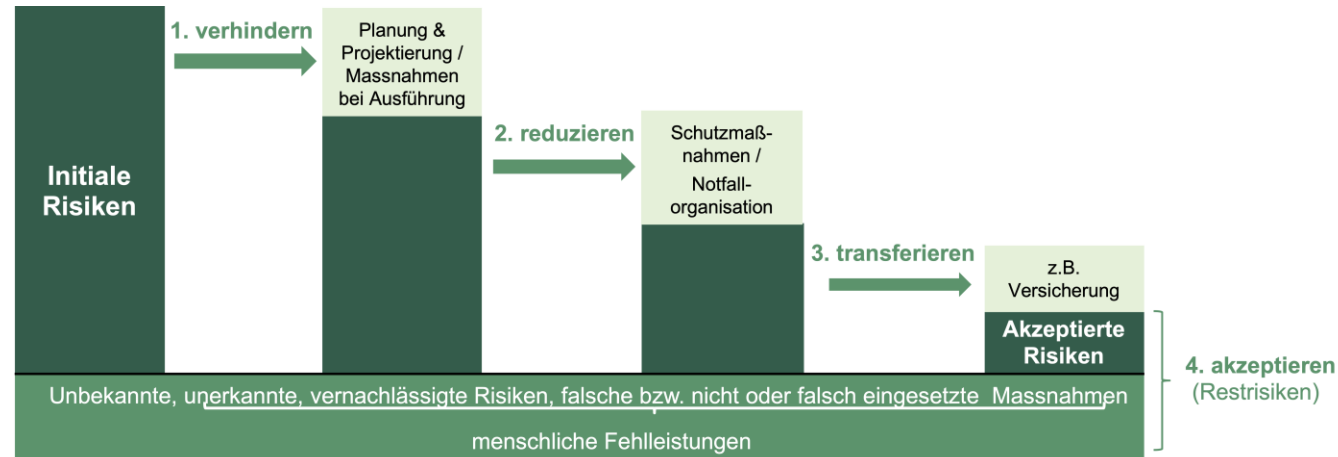 1. verhindern
Planung &
Projektierung /
Massnahmen
bei Ausführung
2. reduzieren
Schutzmaß-
nahmen /
Notfall-
organisation
Initiale
Risiken
3. transferieren
z.B.
Versicherung
Akzeptierte
Risiken
4. akzeptieren
(Restrisiken)
Unbekannte, unerkannte, vernachlässigte Risiken, falsche bzw. nicht oder falsch eingesetzte Massnahmen
menschliche Fehlleistungen